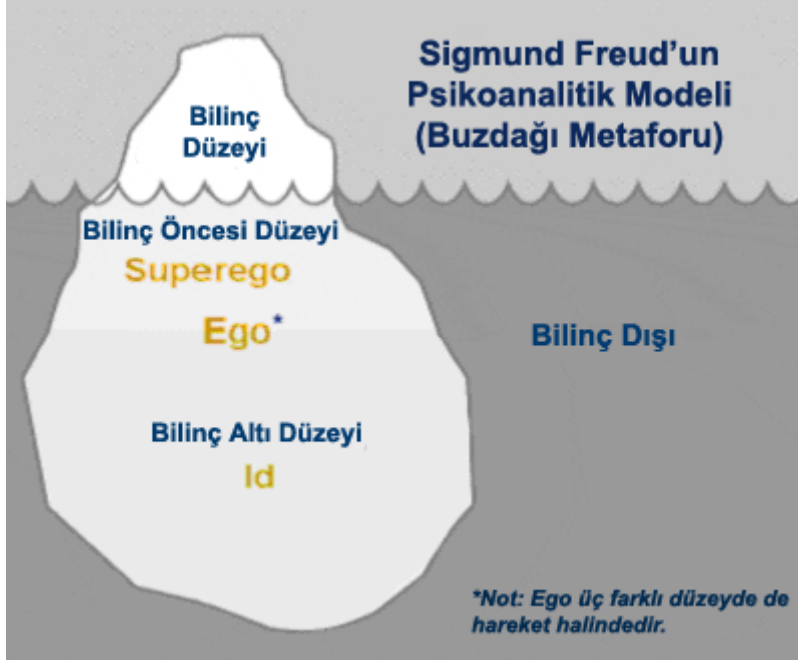 Sigmund Freud’un
Psikoanalitik Modeli
(Buzdağı Metaforu)
Bilinç
Düzeyi
Bilinç Öncesi Düzeyi
Superego
Ego*
Bilinç Dışı
Bilinç Altı Düzeyi
Id
*Not: Ego üç farklı düzeyde de
hareket halindedir.